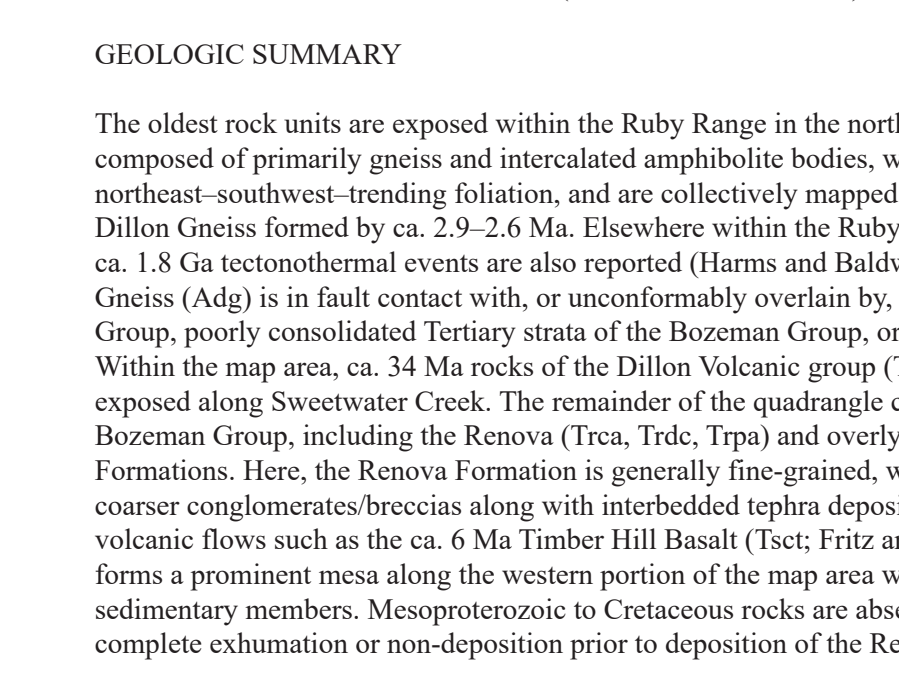 GEOLOGIC SUMMARY
The oldest rock units are exposed within the Ruby Range in the
composed of primarily gneiss and intercalated amphibolite bodies,
northeast–southwest–trending foliation, and are collectively mapped
Dillon Gneiss formed by ca. 2.9–2.6 Ma. Elsewhere within the Ruby
ca. 1.8 Ga tectonothermal events are also reported (Harms and
Gneiss (Adg) is in fault contact with, or unconformably overlain by,
Group, poorly consolidated Tertiary strata of the Bozeman Group, or
Within the map area, ca. 34 Ma rocks of the Dillon Volcanic group
exposed along Sweetwater Creek. The remainder of the quadrangle
Bozeman Group, including the Renova (Trca, Trdc, Trpa) and
Formations. Here, the Renova Formation is generally fine-grained,
coarser conglomerates/breccias along with interbedded tephra
volcanic flows such as the ca. 6 Ma Timber Hill Basalt (Tsct; Fritz
forms a prominent mesa along the western portion of the map area
sedimentary members. Mesoproterozoic to Cretaceous rocks are
complete exhumation or non-deposition prior to deposition of the